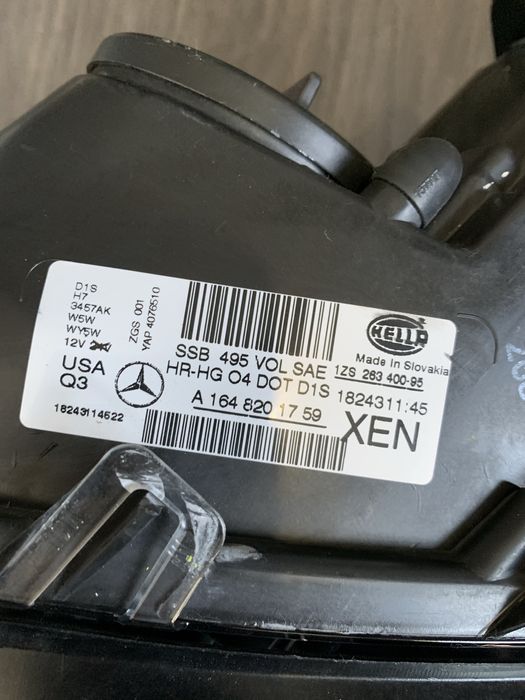 D1S
H7
3457AK
W5W
WY5W
12V
ZGS 001
YAP 4076510
HELLA
Made in Slovakia
1ZS 263 400-95
SSB 495 VOL SAE
HR-HG O4 DOT D1S 1824311:45
USA
Q3
A 164 820 17 59
XEN
18243114522